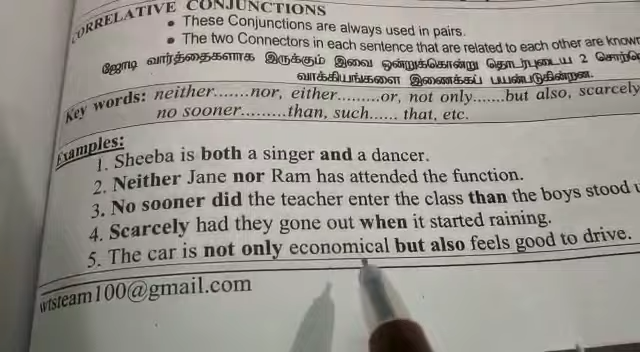 CORRELATIVE CONJUNCTIONS
• These Conjunctions are always used in pairs.
• The two Connectors in each sentence that are related to each other are known
ஜோடி வார்த்தைகளாக இருக்கும் இவை ஒன்றுக்கொன்று தொடர்புடைய 2
வாக்கியங்களை இணைக்கப் பயன்படுகின்றன.
Key words: neither.......nor, either.........or, not only.......but also, scarcely
no sooner.........than, such...... that, etc.
Examples:
1. Sheeba is both a singer and a dancer.
2. Neither Jane nor Ram has attended the function.
3. No sooner did the teacher enter the class than the boys stood
4. Scarcely had they gone out when it started raining.
5. The car is not only economical but also feels good to drive.
wtsteam100@gmail.com